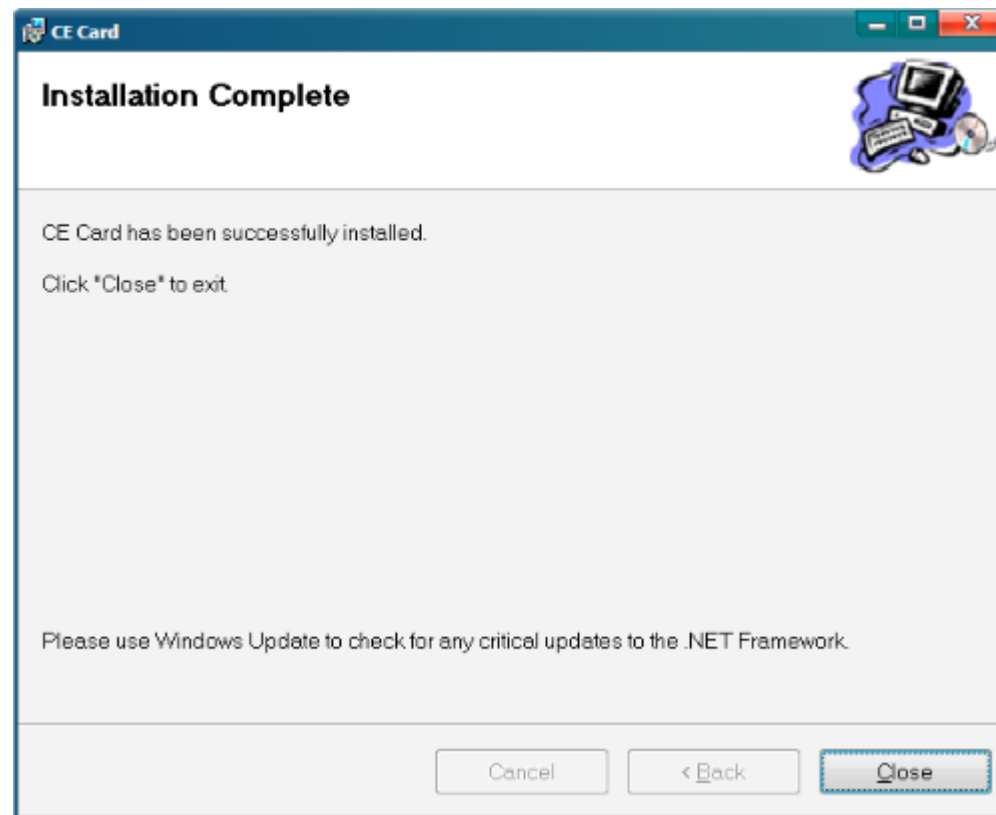 CE Card
Installation Complete
CE Card has been successfully installed.
Click "Close" to exit.
Please use Windows Update to check for any critical updates to the .NET Framework.
Cancel
< Back
Close